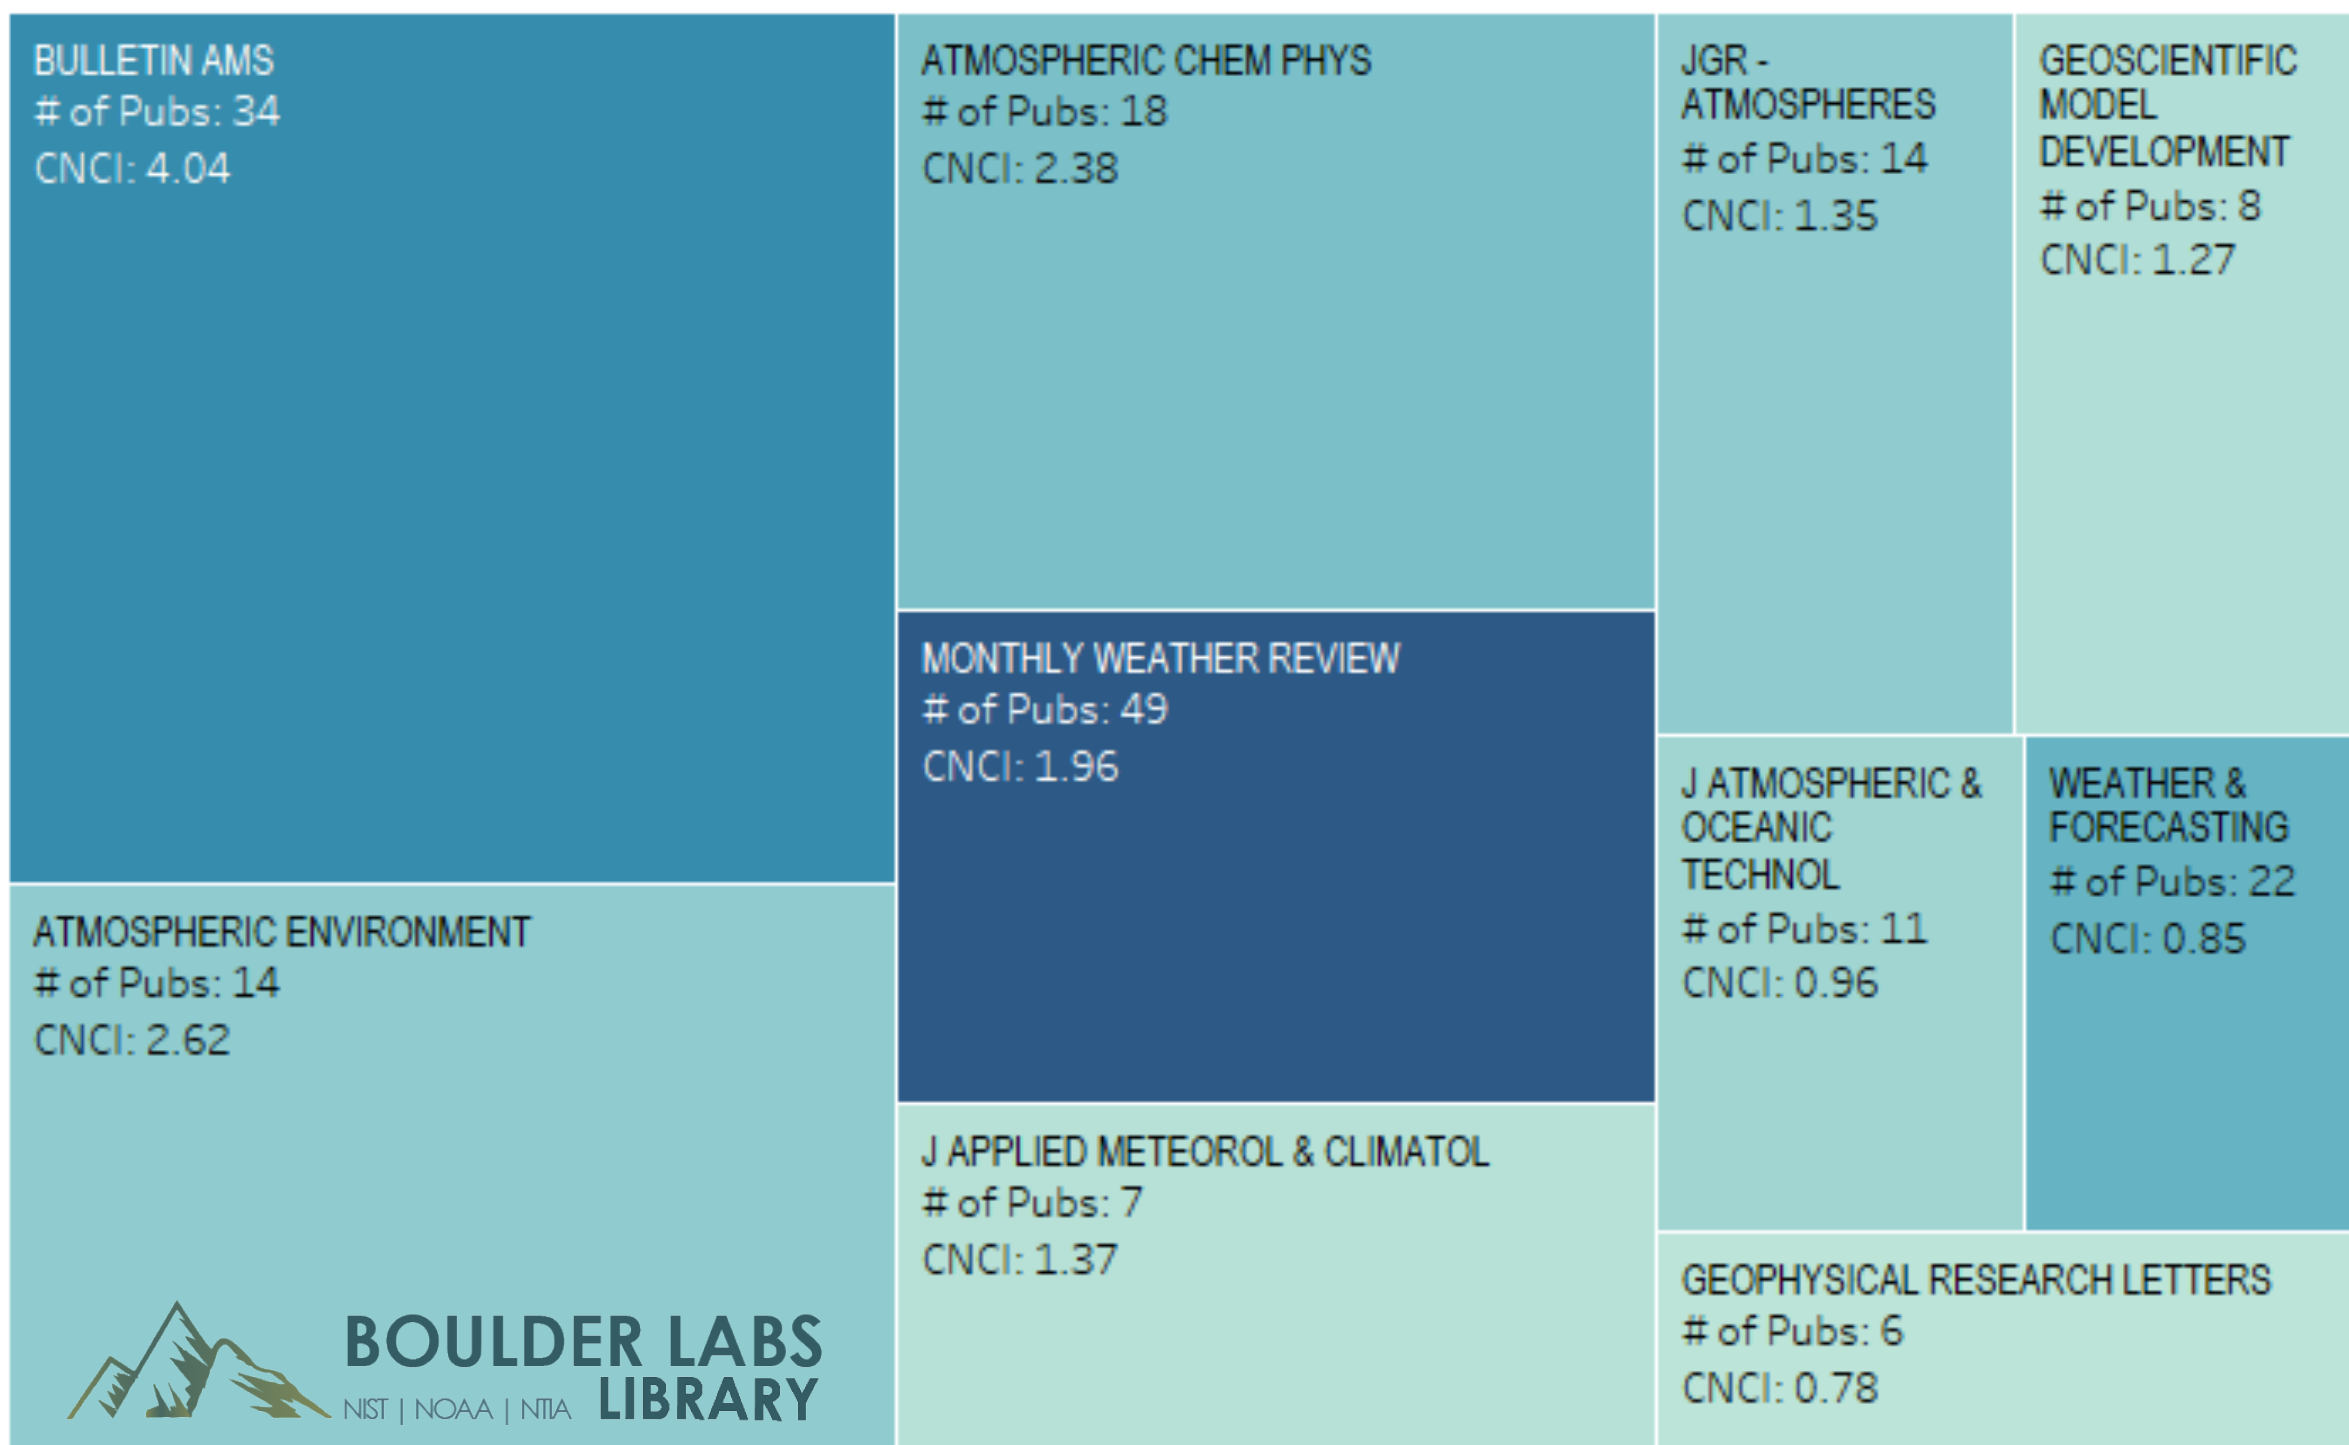 BULLETIN AMS
# of Pubs: 34
CNCI: 4.04
ATMOSPHERIC ENVIRONMENT
# of Pubs: 14
CNCI: 2.62
BOULDER LABS
NIST | NOAA | NTIA LIBRARY
ATMOSPHERIC CHEM PHYS
# of Pubs: 18
CNCI: 2.38
MONTHLY WEATHER REVIEW
# of Pubs: 49
CNCI: 1.96
J APPLIED METEOROL & CLIMATOL
# of Pubs: 7
CNCI: 1.37
JGR -
ATMOSPHERES
# of Pubs: 14
CNCI: 1.35
GEOSCIENTIFIC
MODEL
DEVELOPMENT
# of Pubs: 8
CNCI: 1.27
J ATMOSPHERIC &
OCEANIC
TECHNOL
# of Pubs: 11
CNCI: 0.96
WEATHER &
FORECASTING
# of Pubs: 22
CNCI: 0.85
GEOPHYSICAL RESEARCH LETTERS
# of Pubs: 6
CNCI: 0.78